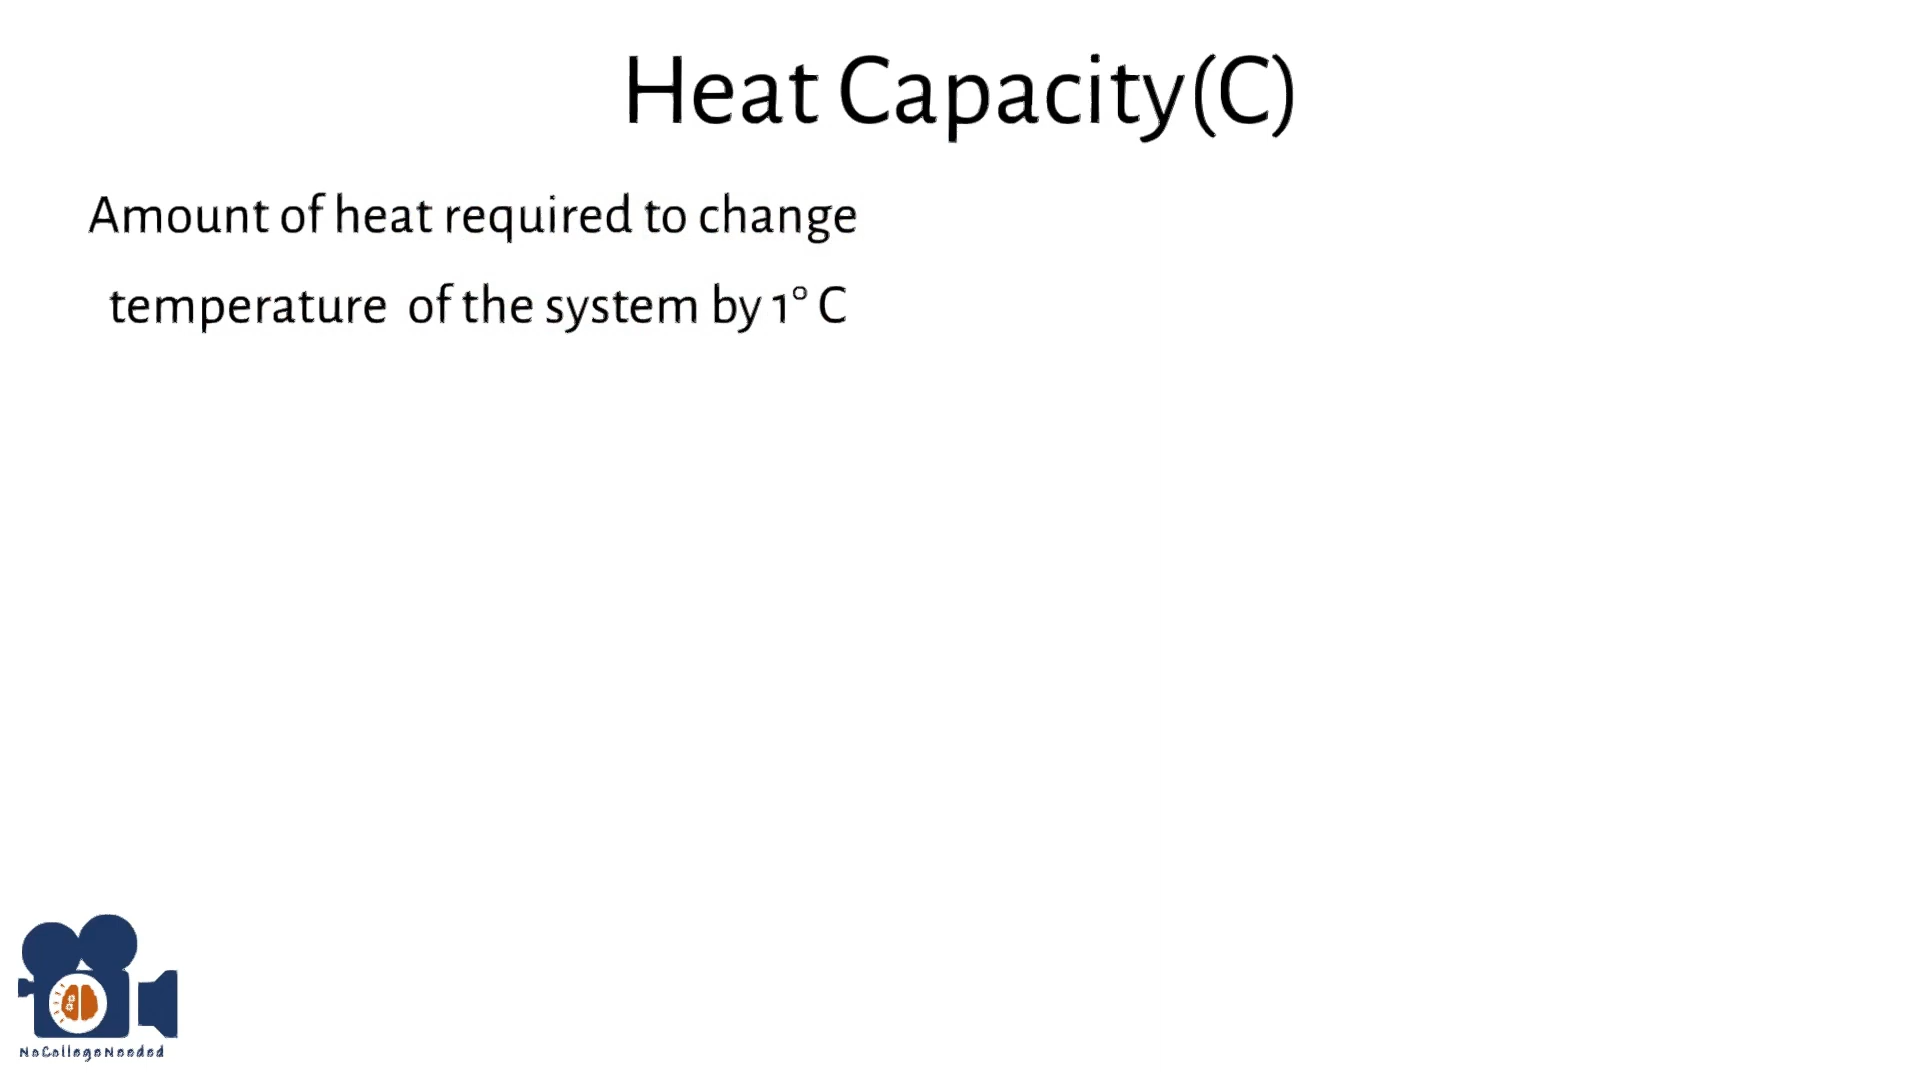 Heat Capacity(C)
Amount of heat required to change
temperature of the system by 1° C
NoCollegeNeeded